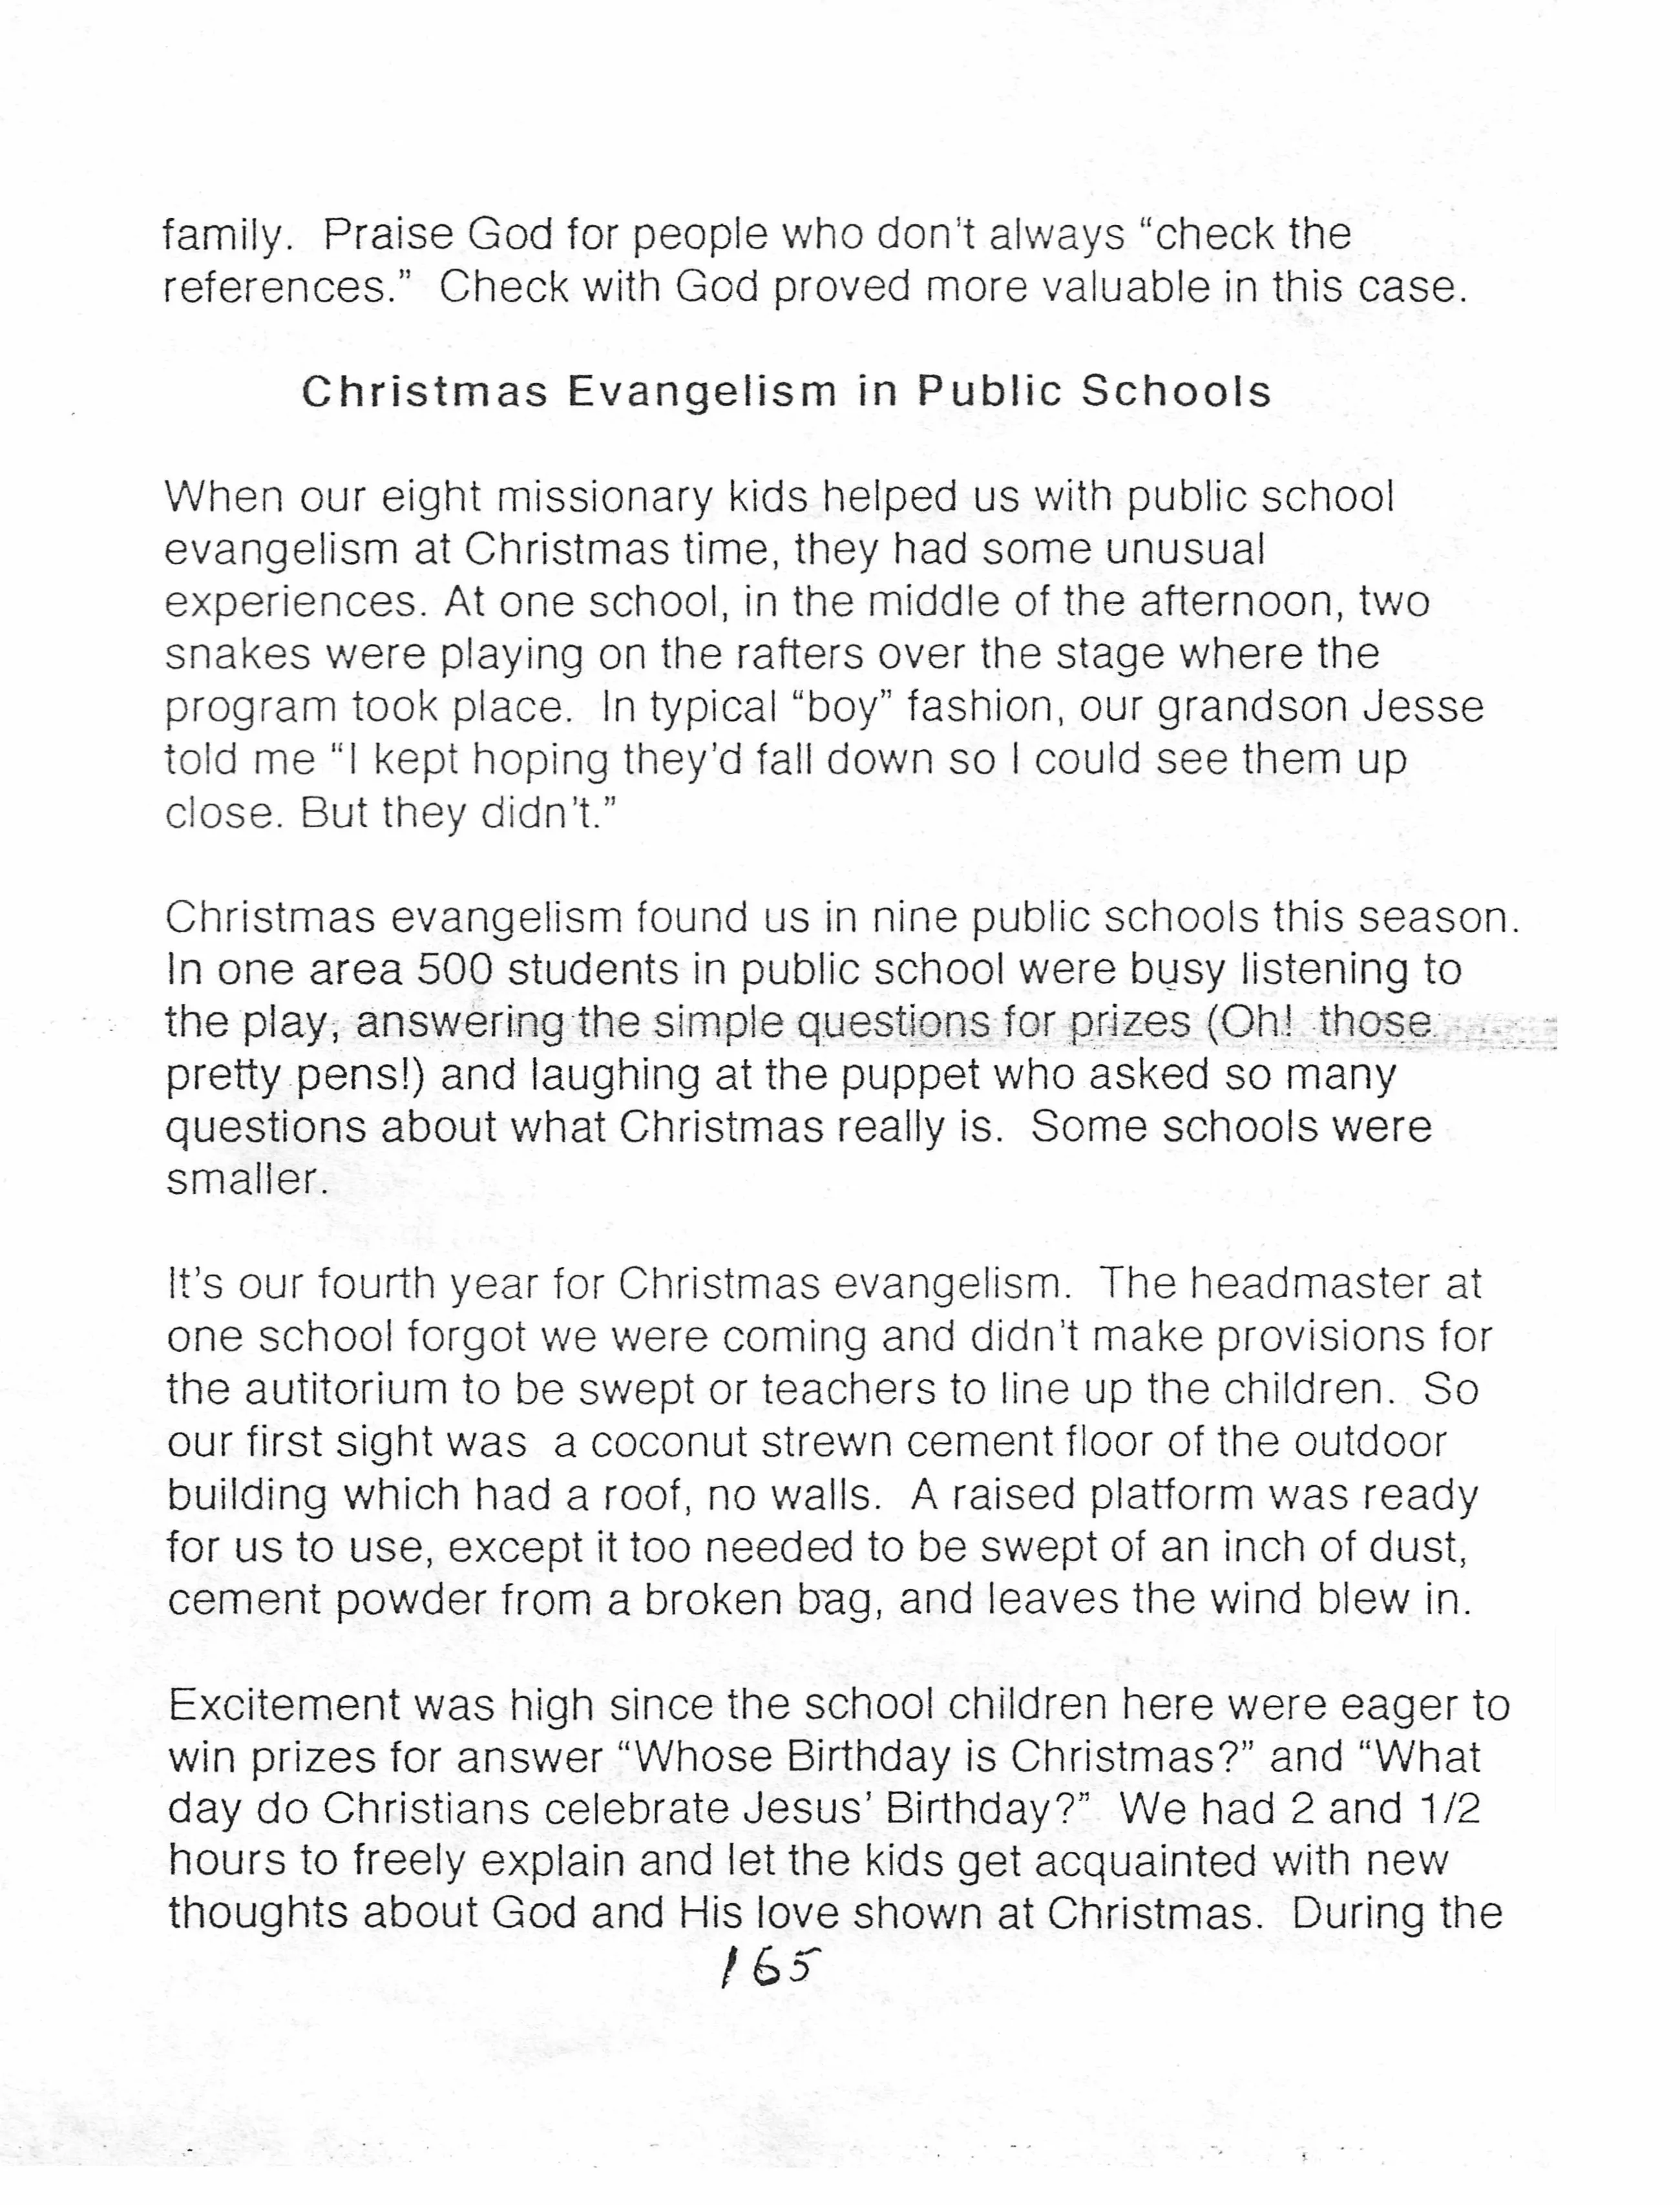 family.  Praise God for people who don't always “check the
references.”  Check with God proved more valuable in this case.
Christmas Evangelism in Public Schools
When our eight missionary kids helped us with public school
evangelism at Christmas time, they had some unusual
experiences. At one school, in the middle of the afternoon, two
snakes were playing on the rafters over the stage where the
program took place.  In typical “boy” fashion, our grandson Jesse
told me “I kept hoping they'd fall down so I could see them up
close. But they didn't.”
Christmas evangelism found us in nine public schools this season.
In one area 500 students in public school were busy listening to
the play, answering the simple questions for prizes (Oh!  those
pretty pens!) and laughing at the puppet who asked so many
questions about what Christmas really is.  Some schools were
smaller.
It's our fourth year for Christmas evangelism.  The headmaster at
one school forgot we were coming and didn't make provisions for
the autitorium to be swept or teachers to line up the children.  So
our first sight was  a coconut strewn cement floor of the outdoor
building which had a roof, no walls.  A raised platform was ready
for us to use, except it too needed to be swept of an inch of dust,
cement powder from a broken bag, and leaves the wind blew in.
Excitement was high since the school children here were eager to
win prizes for answer “Whose Birthday is Christmas?” and “What
day do Christians celebrate Jesus' Birthday?”  We had 2 and 1/2
hours to freely explain and let the kids get acquainted with new
thoughts about God and His love shown at Christmas.  During the
165